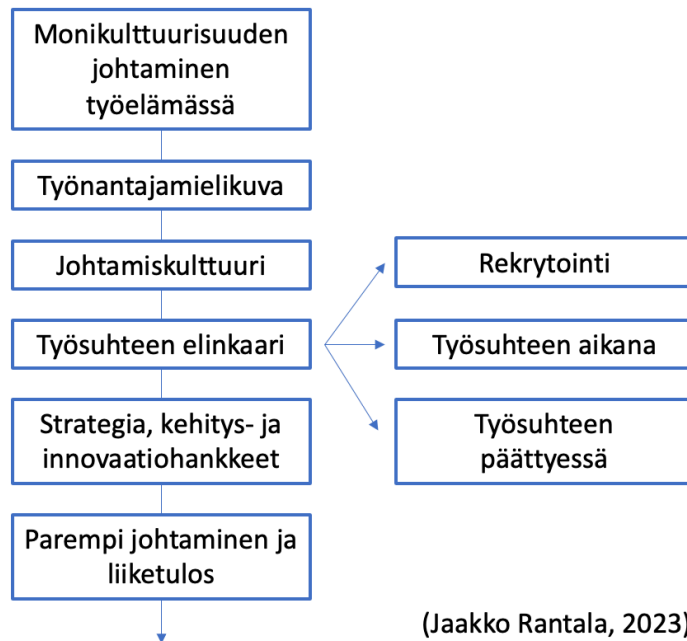 Monikulttuurisuuden
johtaminen
työelämässä
Työnantajamielikuva
Johtamiskulttuuri
Työsuhteen elinkaari
Strategia, kehitys- ja
innovaatiohankkeet
Parempi johtaminen ja
liiketulos
Rekrytointi
Työsuhteen aikana
Työsuhteen
päättyessä
(Jaakko Rantala, 2023)